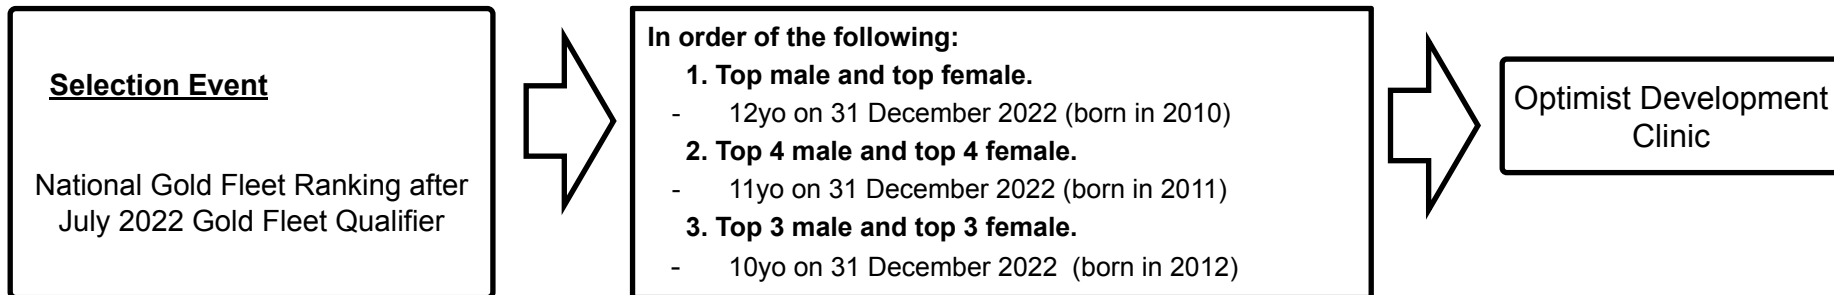 Selection Event
National Gold Fleet Ranking after
July 2022 Gold Fleet Qualifier
In order of the following:
1. Top male and top female.
- 12yo on 31 December 2022 (born in 2010)
2. Top 4 male and top 4 female.
- 11yo on 31 December 2022 (born in 2011)
3. Top 3 male and top 3 female.
- 10yo on 31 December 2022 (born in 2012)
Optimist Development
Clinic